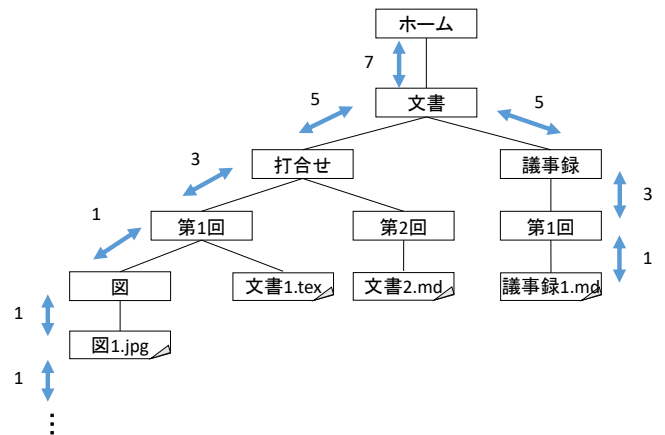 ホーム
7
文書
5
5
打合せ
議事録
3
3
第1回
第2回
第1回
1
1
図
文書1.tex
文書2.md
議事録1.md
1
図1.jpg
1
⋮